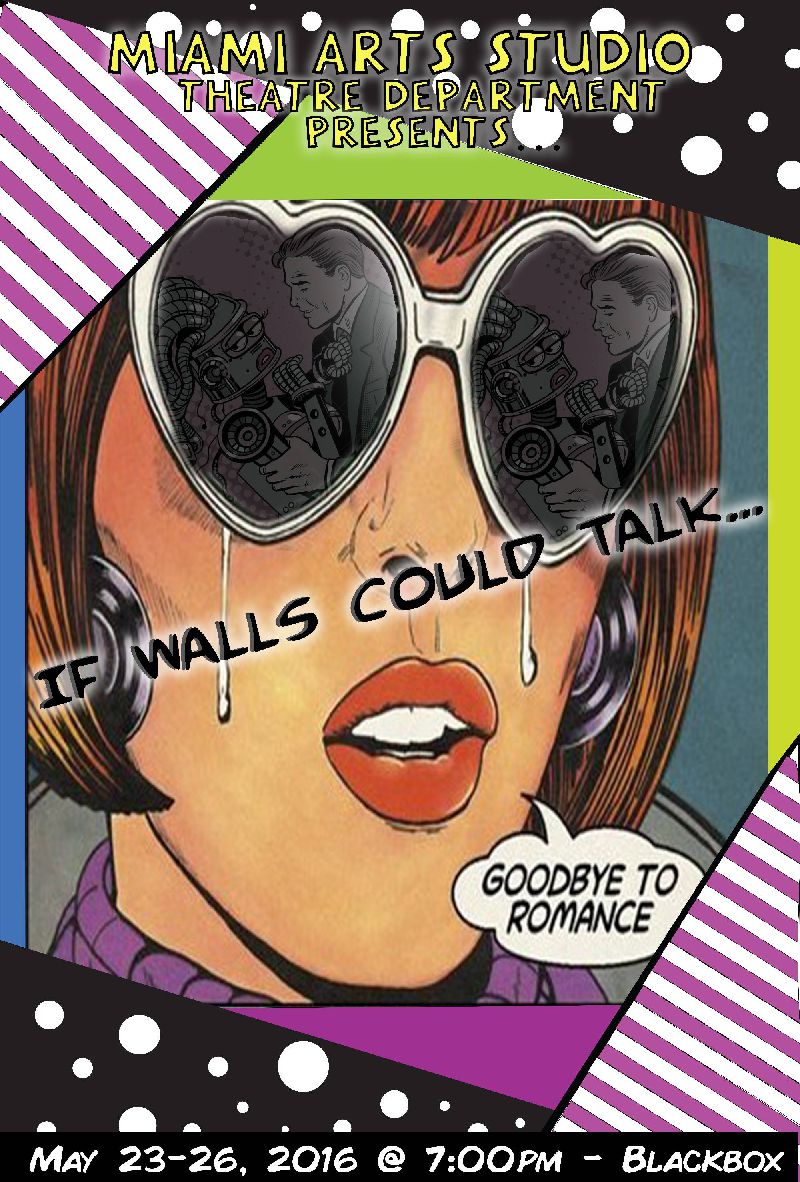 MIAMI ARTS STUDIO
THEATRE DEPARTMENT
PRESENTS...
IF WALLS COULD TALK...
GOODBYE TO
ROMANCE
MAY 23-26, 2016 @ 7:00PM - BLACKBOX